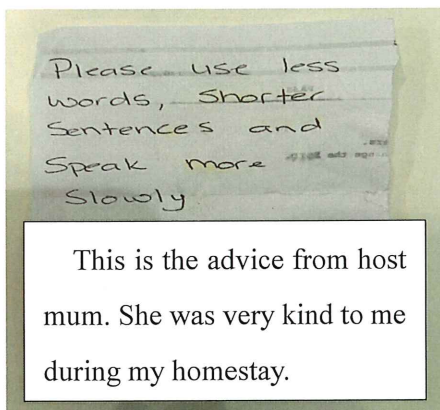 Please use less
words, Shorter
Sentences and
Speak more
Slowly
This is the advice from host
mum. She was very kind to me
during my homestay.